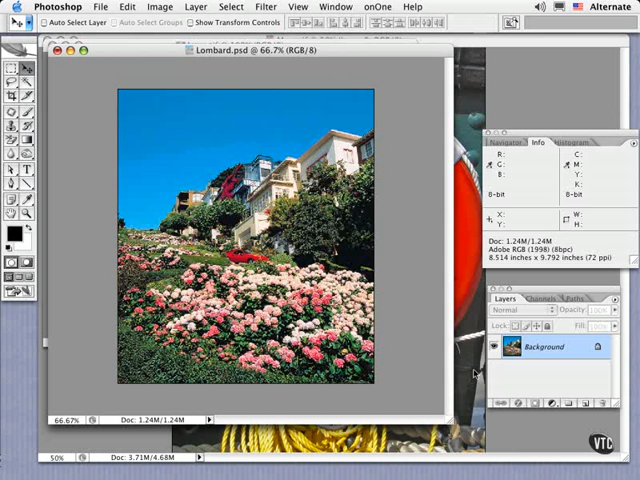 Photoshop File Edit Image Layer Select Filter View Window onOne Help Alternate
Auto Select Layer Auto Select Groups Show Transform Controls
Lombard.psd @ 66.7% (RGB/8)
Navigator Info Histogram
R: C:
G: M:
B: Y:
K:
8-bit 8-bit
X: W:
Y: H:
Doc: 1.24M/1.24M
Adobe RGB (1998) (8bpc)
8.514 inches x 9.792 inches (72 ppi)
Layers Channels Paths
Normal Opacity: 100%
Lock: Fill: 100%
Background
66.67% Doc: 1.24M/1.24M
50% Doc: 3.71M/4.68M
VTC